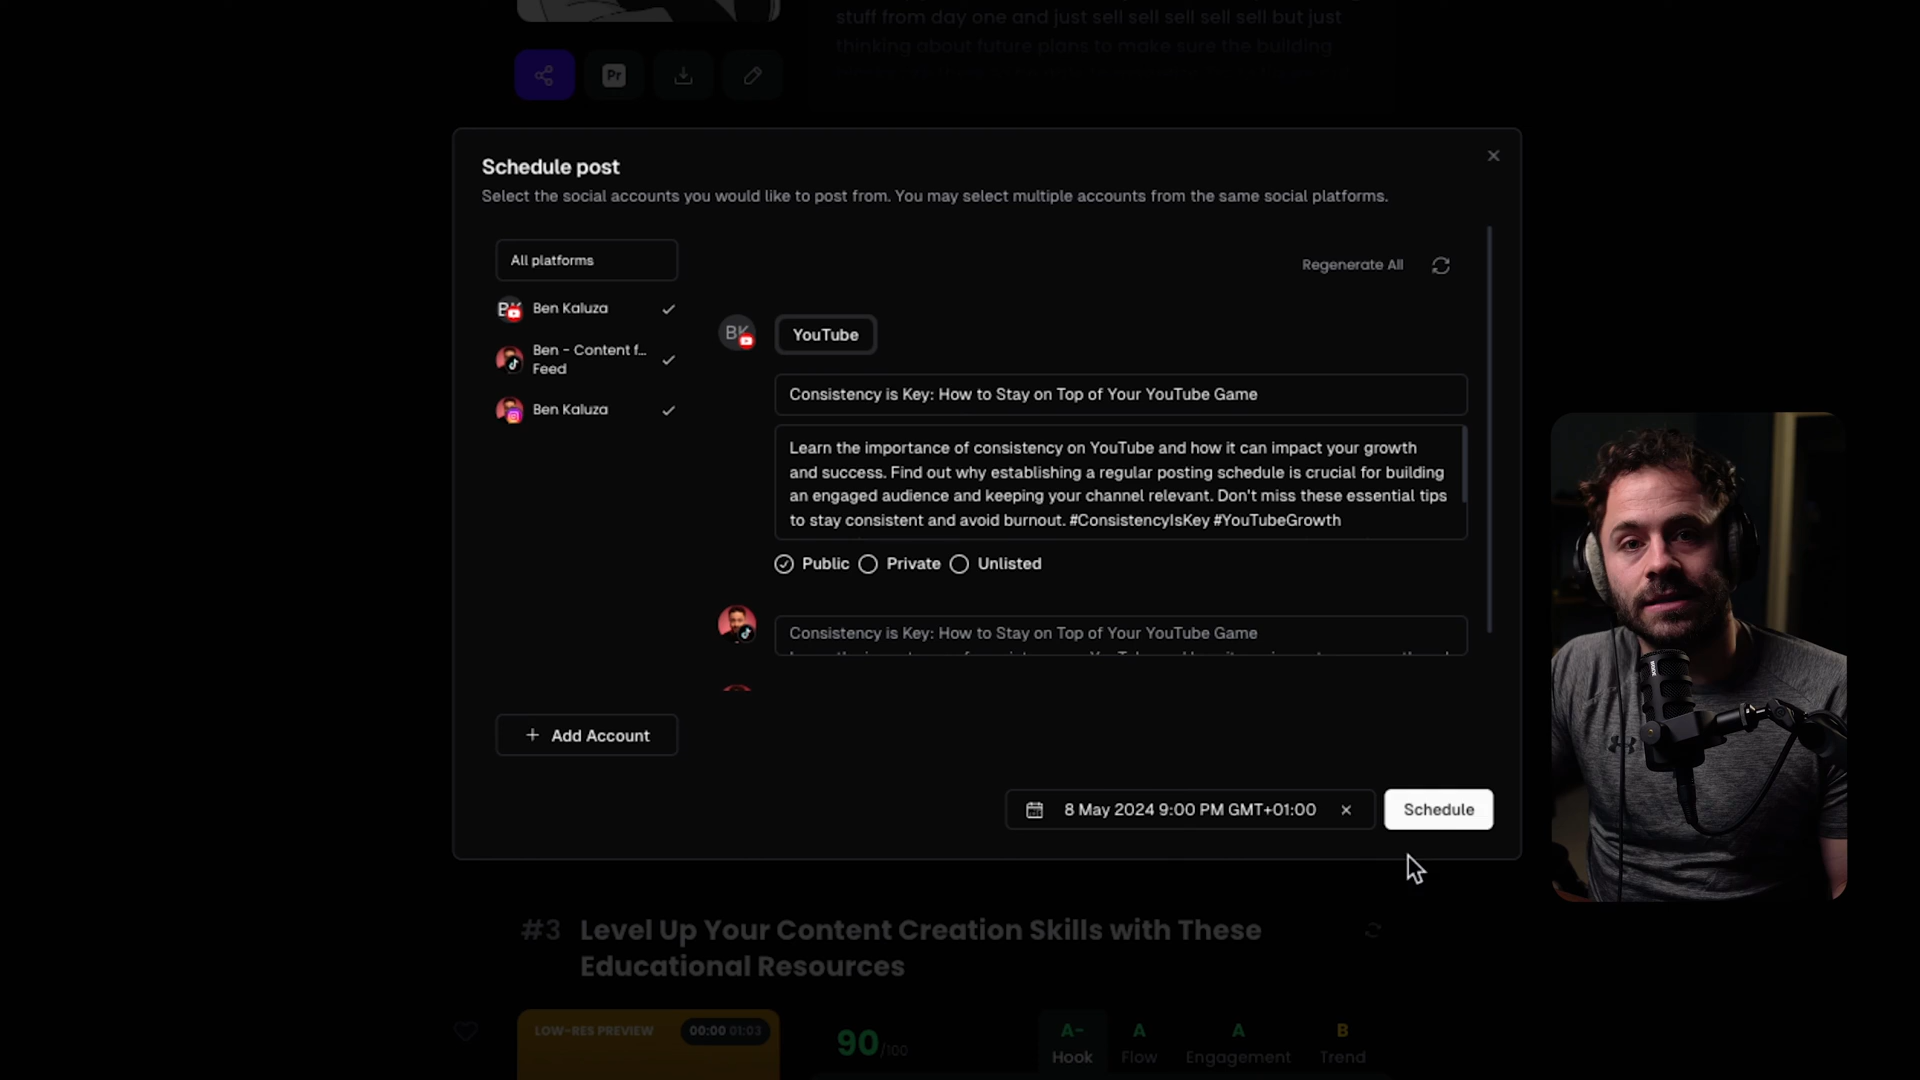 stuff from day one and just sell sell sell sell sell but just
thinking about future plans to make sure the building
Pr
Schedule post
Select the social accounts you would like to post from. You may select multiple accounts from the same social platforms.
All platforms
Regenerate All
Ben Kaluza
Ben - Content f...
Feed
Ben Kaluza
Add Account
BK
YouTube
Consistency is Key: How to Stay on Top of Your YouTube Game
Learn the importance of consistency on YouTube and how it can impact your growth
and success. Find out why establishing a regular posting schedule is crucial for building
an engaged audience and keeping your channel relevant. Don't miss these essential tips
to stay consistent and avoid burnout. #ConsistencyIsKey #YouTubeGrowth
Public Private Unlisted
Consistency is Key: How to Stay on Top of Your YouTube Game
8 May 2024 9:00 PM GMT+01:00
Schedule
#3 Level Up Your Content Creation Skills with These
Educational Resources
LOW-RES PREVIEW 00:00 01:03
90/100
A- A A B
Hook Flow Engagement Trend